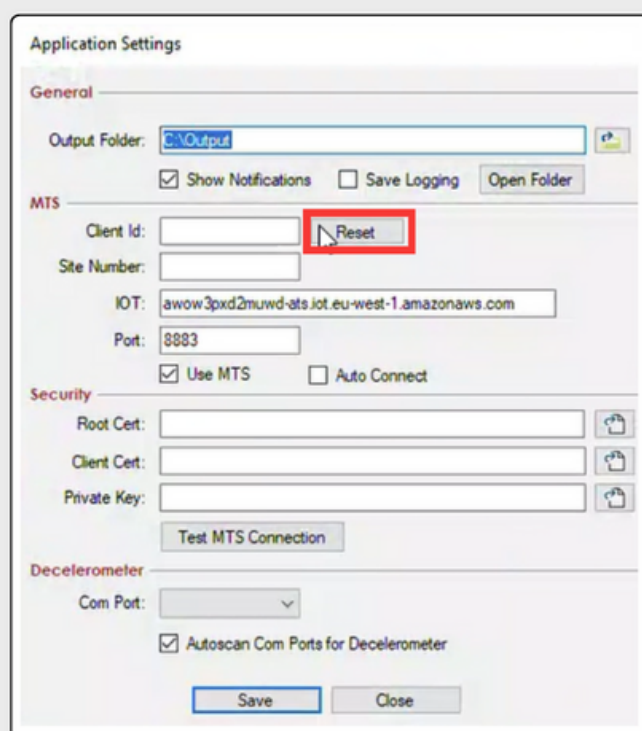 Application Settings
General
Output Folder: C:\Output
Show Notifications Save Logging Open Folder
MTS
Client Id: Reset
Site Number:
IOT: awow3pxd2muwd-ats.iot.eu-west-1.amazonaws.com
Port: 8883
Use MTS Auto Connect
Security
Root Cert:
Client Cert:
Private Key:
Test MTS Connection
Decelerometer
Com Port:
Autoscan Com Ports for Decelerometer
Save Close